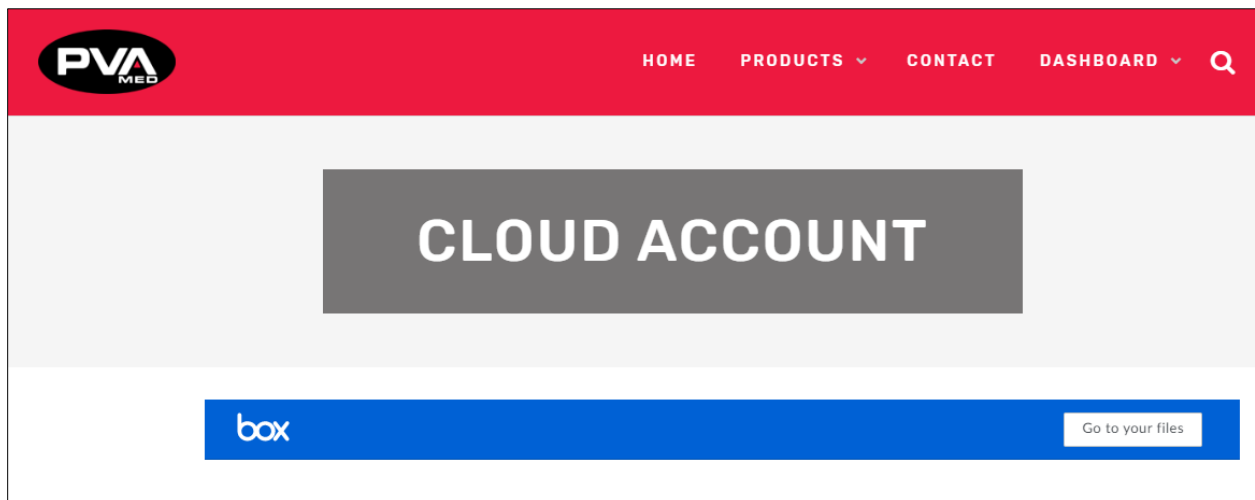 PVA MED
HOME PRODUCTS CONTACT DASHBOARD
CLOUD ACCOUNT
box Go to your files